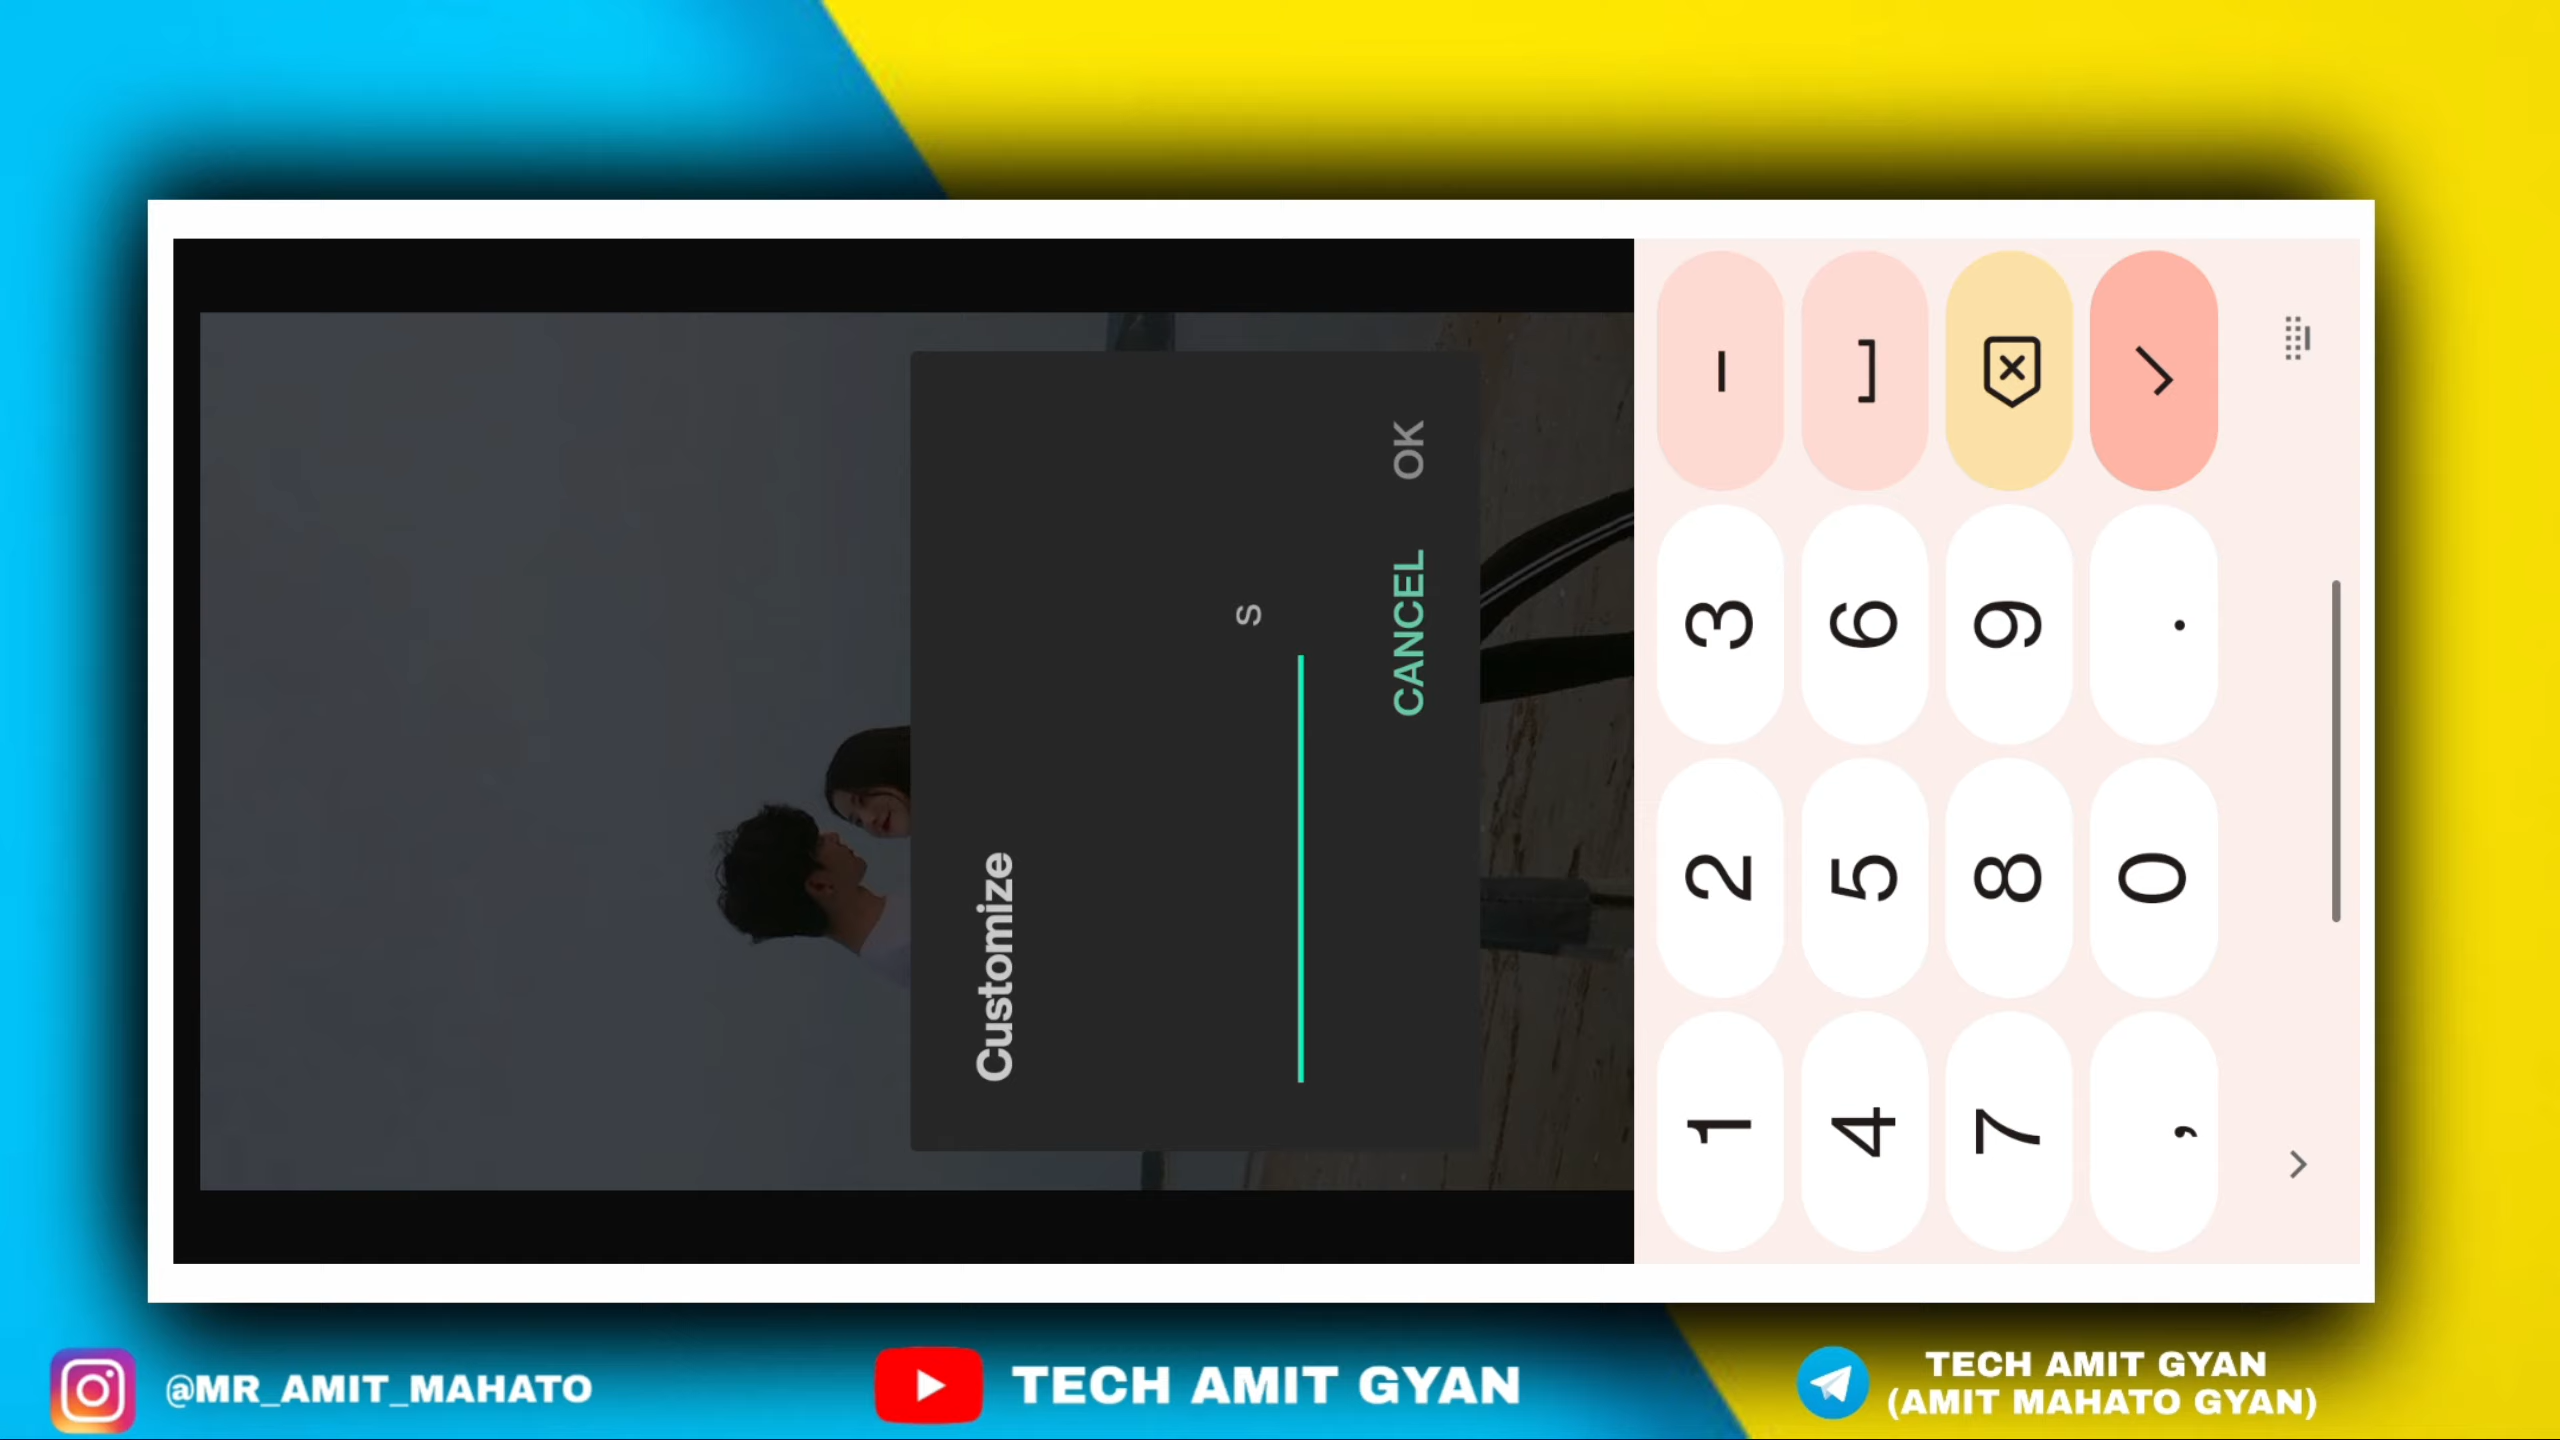 Customize
s
CANCEL OK
1 2 3 -
4 5 6 ]
7 8 9
, 0 .
@MR_AMIT_MAHATO
TECH AMIT GYAN
TECH AMIT GYAN
(AMIT MAHATO GYAN)